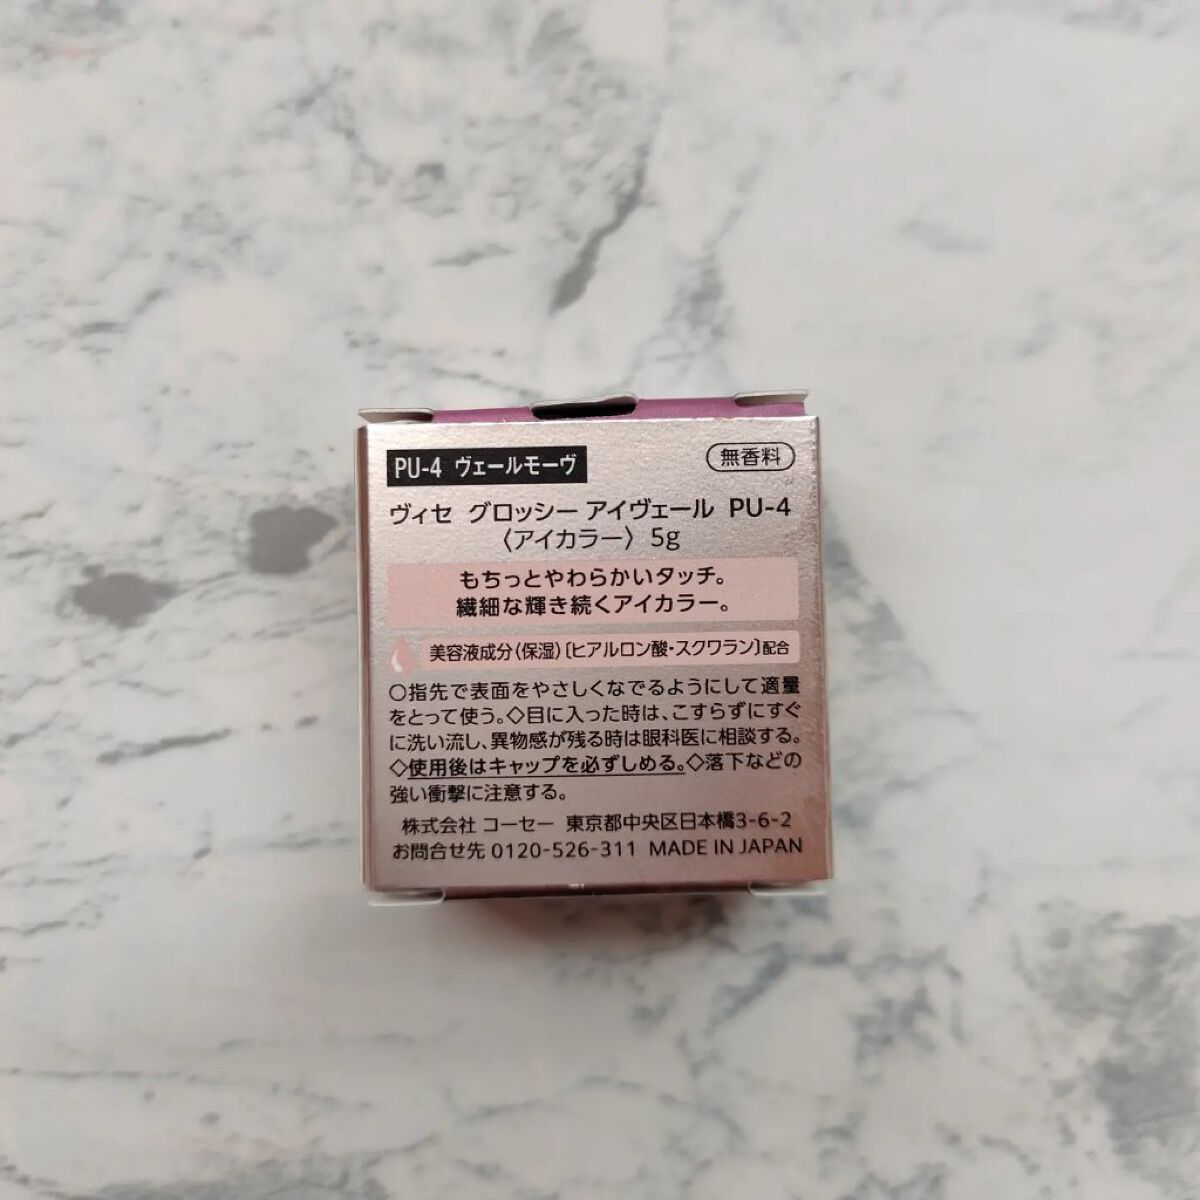 PU-4 ヴェールモーヴ 無香料
ヴィセ グロッシー アイヴェール PU-4
〈アイカラー〉 5g
もちっとやわらかいタッチ。
繊細な輝き続くアイカラー。
美容液成分(保湿)〔ヒアルロン酸・スクワラン〕配合
○指先で表面をやさしくなでるようにして適量
をとって使う。◇目に入った時は、こすらずにすぐ
に洗い流し、異物感が残る時は眼科医に相談する。
◇使用後はキャップを必ずしめる。◇落下などの
強い衝撃に注意する。
株式会社 コーセー 東京都中央区日本橋3-6-2
お問合せ先 0120-526-311 MADE IN JAPAN